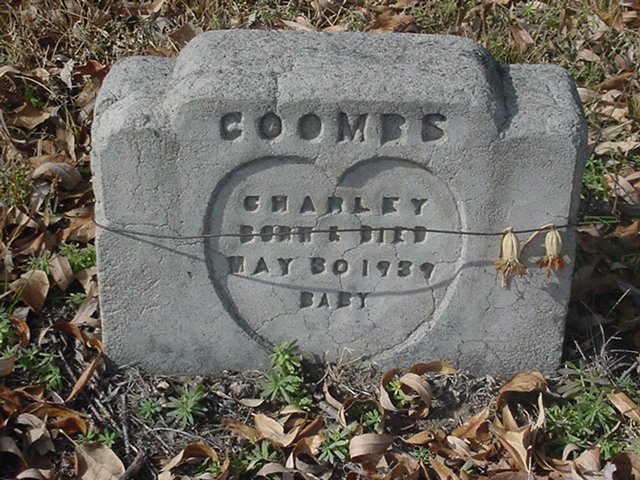 COOMBS
CHARLEY
BORN & DIED
MAY 30 1939
BABY